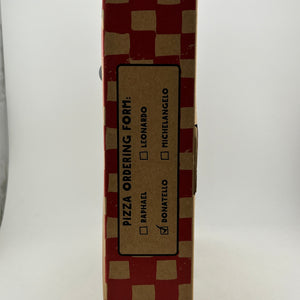 PIZZA ORDERING FORM:
RAPHAEL
LEONARDO
DONATELLO
MICHELANGELO